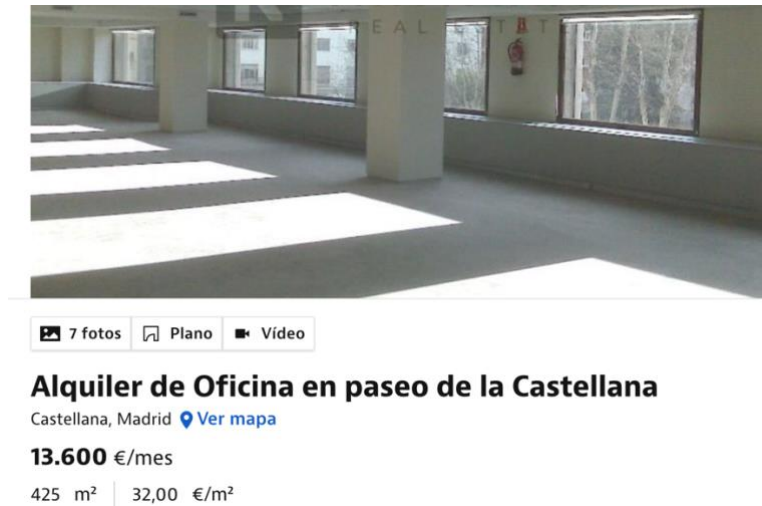 7 fotos Plano Vídeo
Alquiler de Oficina en paseo de la Castellana
Castellana, Madrid Ver mapa
13.600 €/mes
425 m² 32,00 €/m²